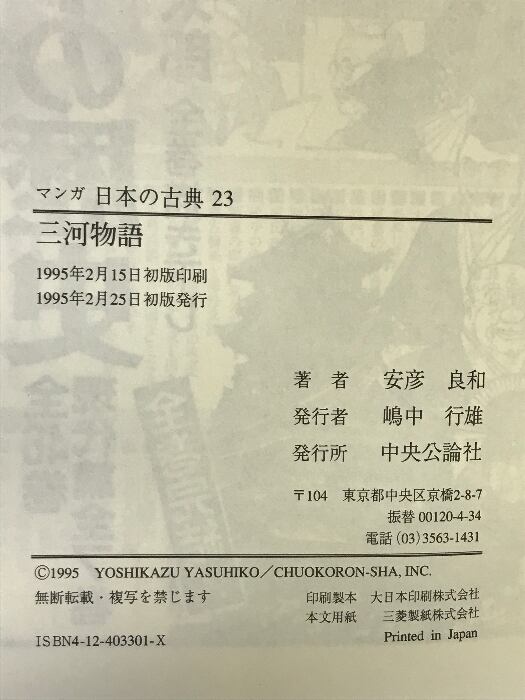 マンガ 日本の古典 23
三河物語
1995年2月15日初版印刷
1995年2月25日初版発行
著 者 安彦 良和
発行者 嶋中 行雄
発行所 中央公論社
〒104 東京都中央区京橋2-8-7
振替 00120-4-34
電話 (03) 3563-1431
©1995 YOSHIKAZU YASUHIKO／CHUOKORON-SHA, INC.
無断転載・複写を禁じます
印刷製本 大日本印刷株式会社
本文用紙 三菱製紙株式会社
ISBN4-12-403301-X
Printed in Japan